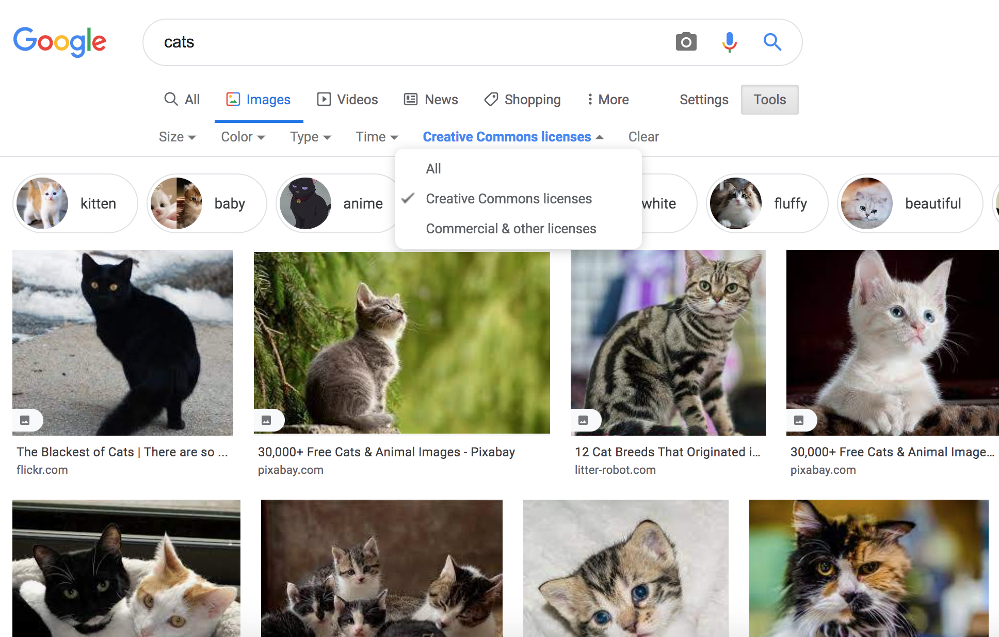 Google
cats
All Images Videos News Shopping More Settings Tools
Size Color Type Time Creative Commons licenses Clear
All
Creative Commons licenses
Commercial & other licenses
kitten baby anime white fluffy beautiful
The Blackest of Cats | There are so ...
flickr.com
30,000+ Free Cats & Animal Images - Pixabay
pixabay.com
12 Cat Breeds That Originated i...
litter-robot.com
30,000+ Free Cats & Animal Image...
pixabay.com